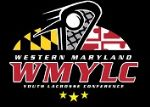 WESTERN MARYLAND
WMYLC
YOUTH LACROSSE CONFERENCE